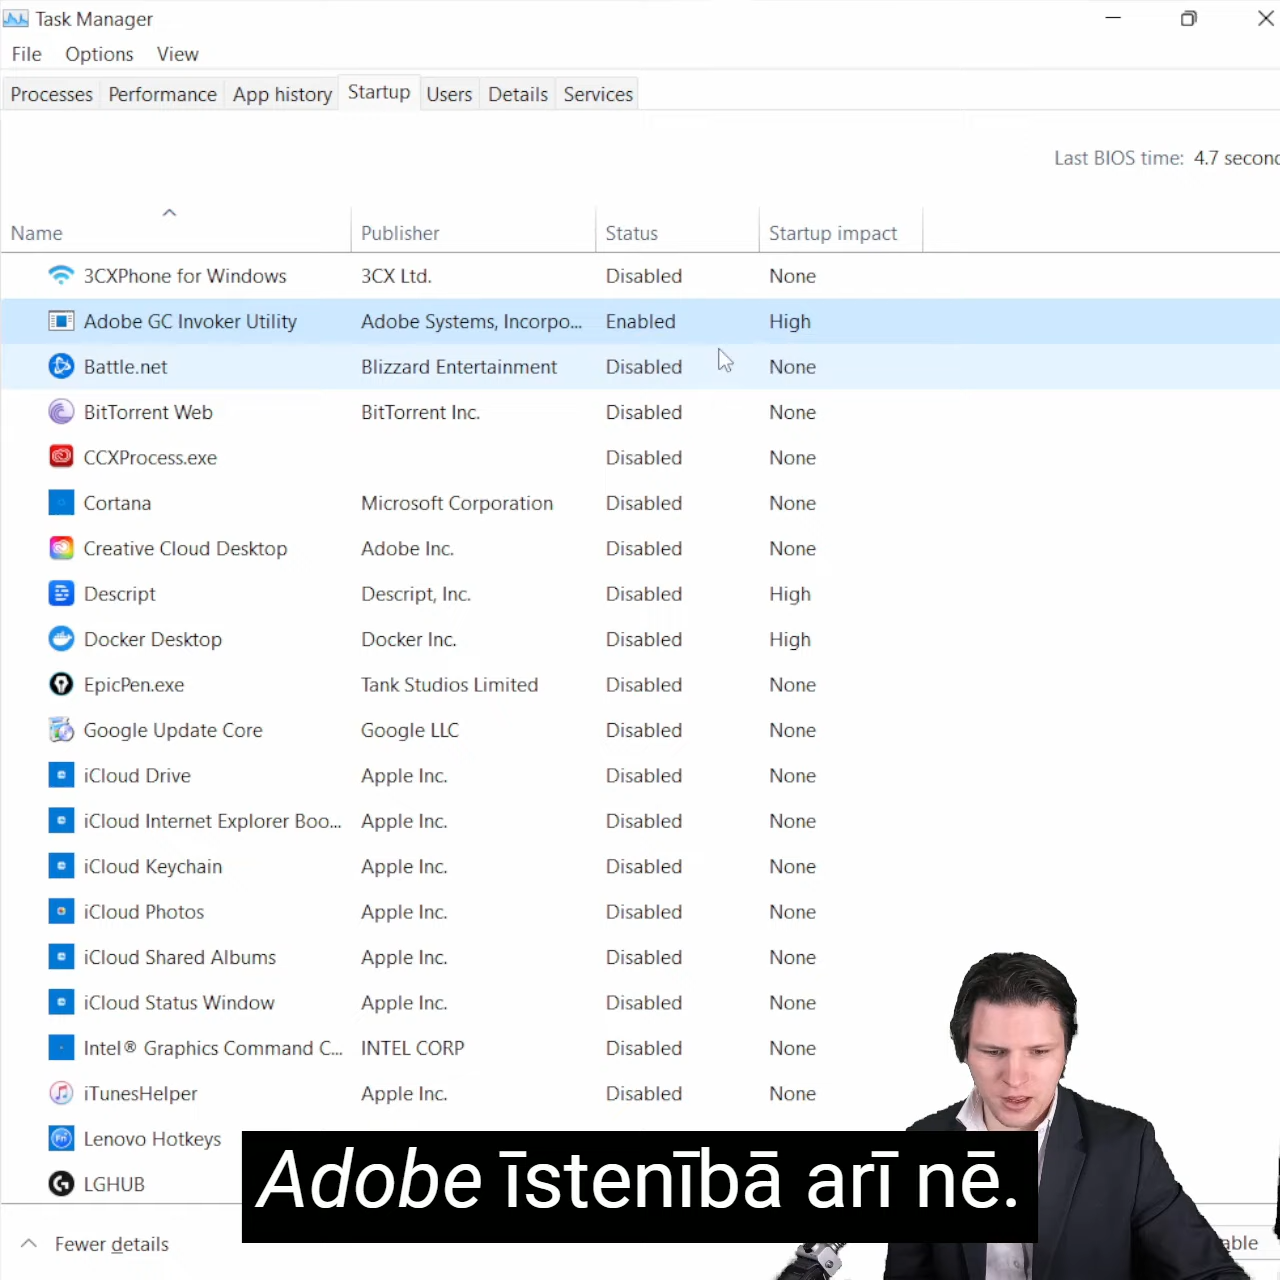 Task Manager
File Options View
Processes Performance App history Startup Users Details Services
Last BIOS time: 4.7
Name Publisher Status Startup impact
3CXPhone for Windows 3CX Ltd. Disabled None
Adobe GC Invoker Utility Adobe Systems, Incorpo... Enabled High
Battle.net Blizzard Entertainment Disabled None
BitTorrent Web BitTorrent Inc. Disabled None
CCXProcess.exe Disabled None
Cortana Microsoft Corporation Disabled None
Creative Cloud Desktop Adobe Inc. Disabled None
Descript Descript, Inc. Disabled High
Docker Desktop Docker Inc. Disabled High
EpicPen.exe Tank Studios Limited Disabled None
Google Update Core Google LLC Disabled None
iCloud Drive Apple Inc. Disabled None
iCloud Internet Explorer Boo... Apple Inc. Disabled None
iCloud Keychain Apple Inc. Disabled None
iCloud Photos Apple Inc. Disabled None
iCloud Shared Albums Apple Inc. Disabled None
iCloud Status Window Apple Inc. Disabled None
Intel® Graphics Command C... INTEL CORP Disabled None
iTunesHelper Apple Inc. Disabled None
Lenovo Hotkeys
LGHUB
Adobe īstenībā arī nē.
Fewer details